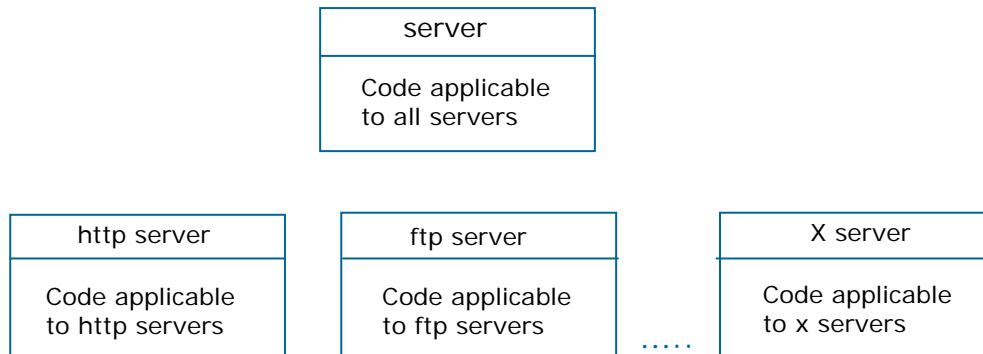 server
Code applicable
to all servers
http server
Code applicable
to http servers
ftp server
Code applicable
to ftp servers
.....
X server
Code applicable
to x servers